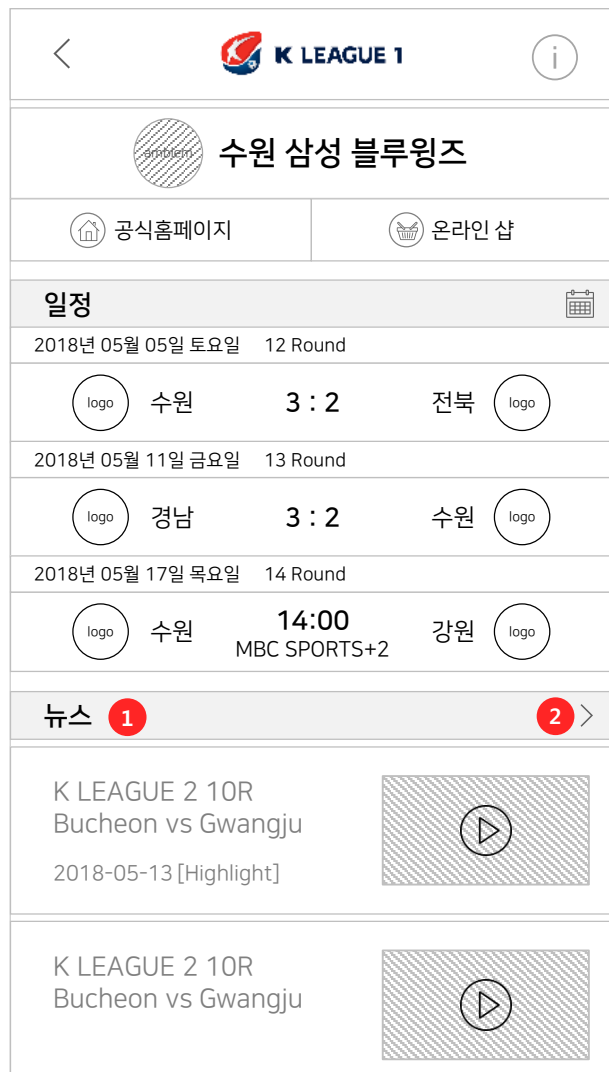 K LEAGUE 1
i
amblem 수원 삼성 블루윙즈
공식홈페이지 온라인 샵
일정
2018년 05월 05일 토요일 12 Round
logo 수원 3 : 2 전북 logo
2018년 05월 11일 금요일 13 Round
logo 경남 3 : 2 수원 logo
2018년 05월 17일 목요일 14 Round
logo 수원 14:00 강원 logo
MBC SPORTS+2
뉴스 1 2
K LEAGUE 2 10R
Bucheon vs Gwangju
2018-05-13 [Highlight]
K LEAGUE 2 10R
Bucheon vs Gwangju